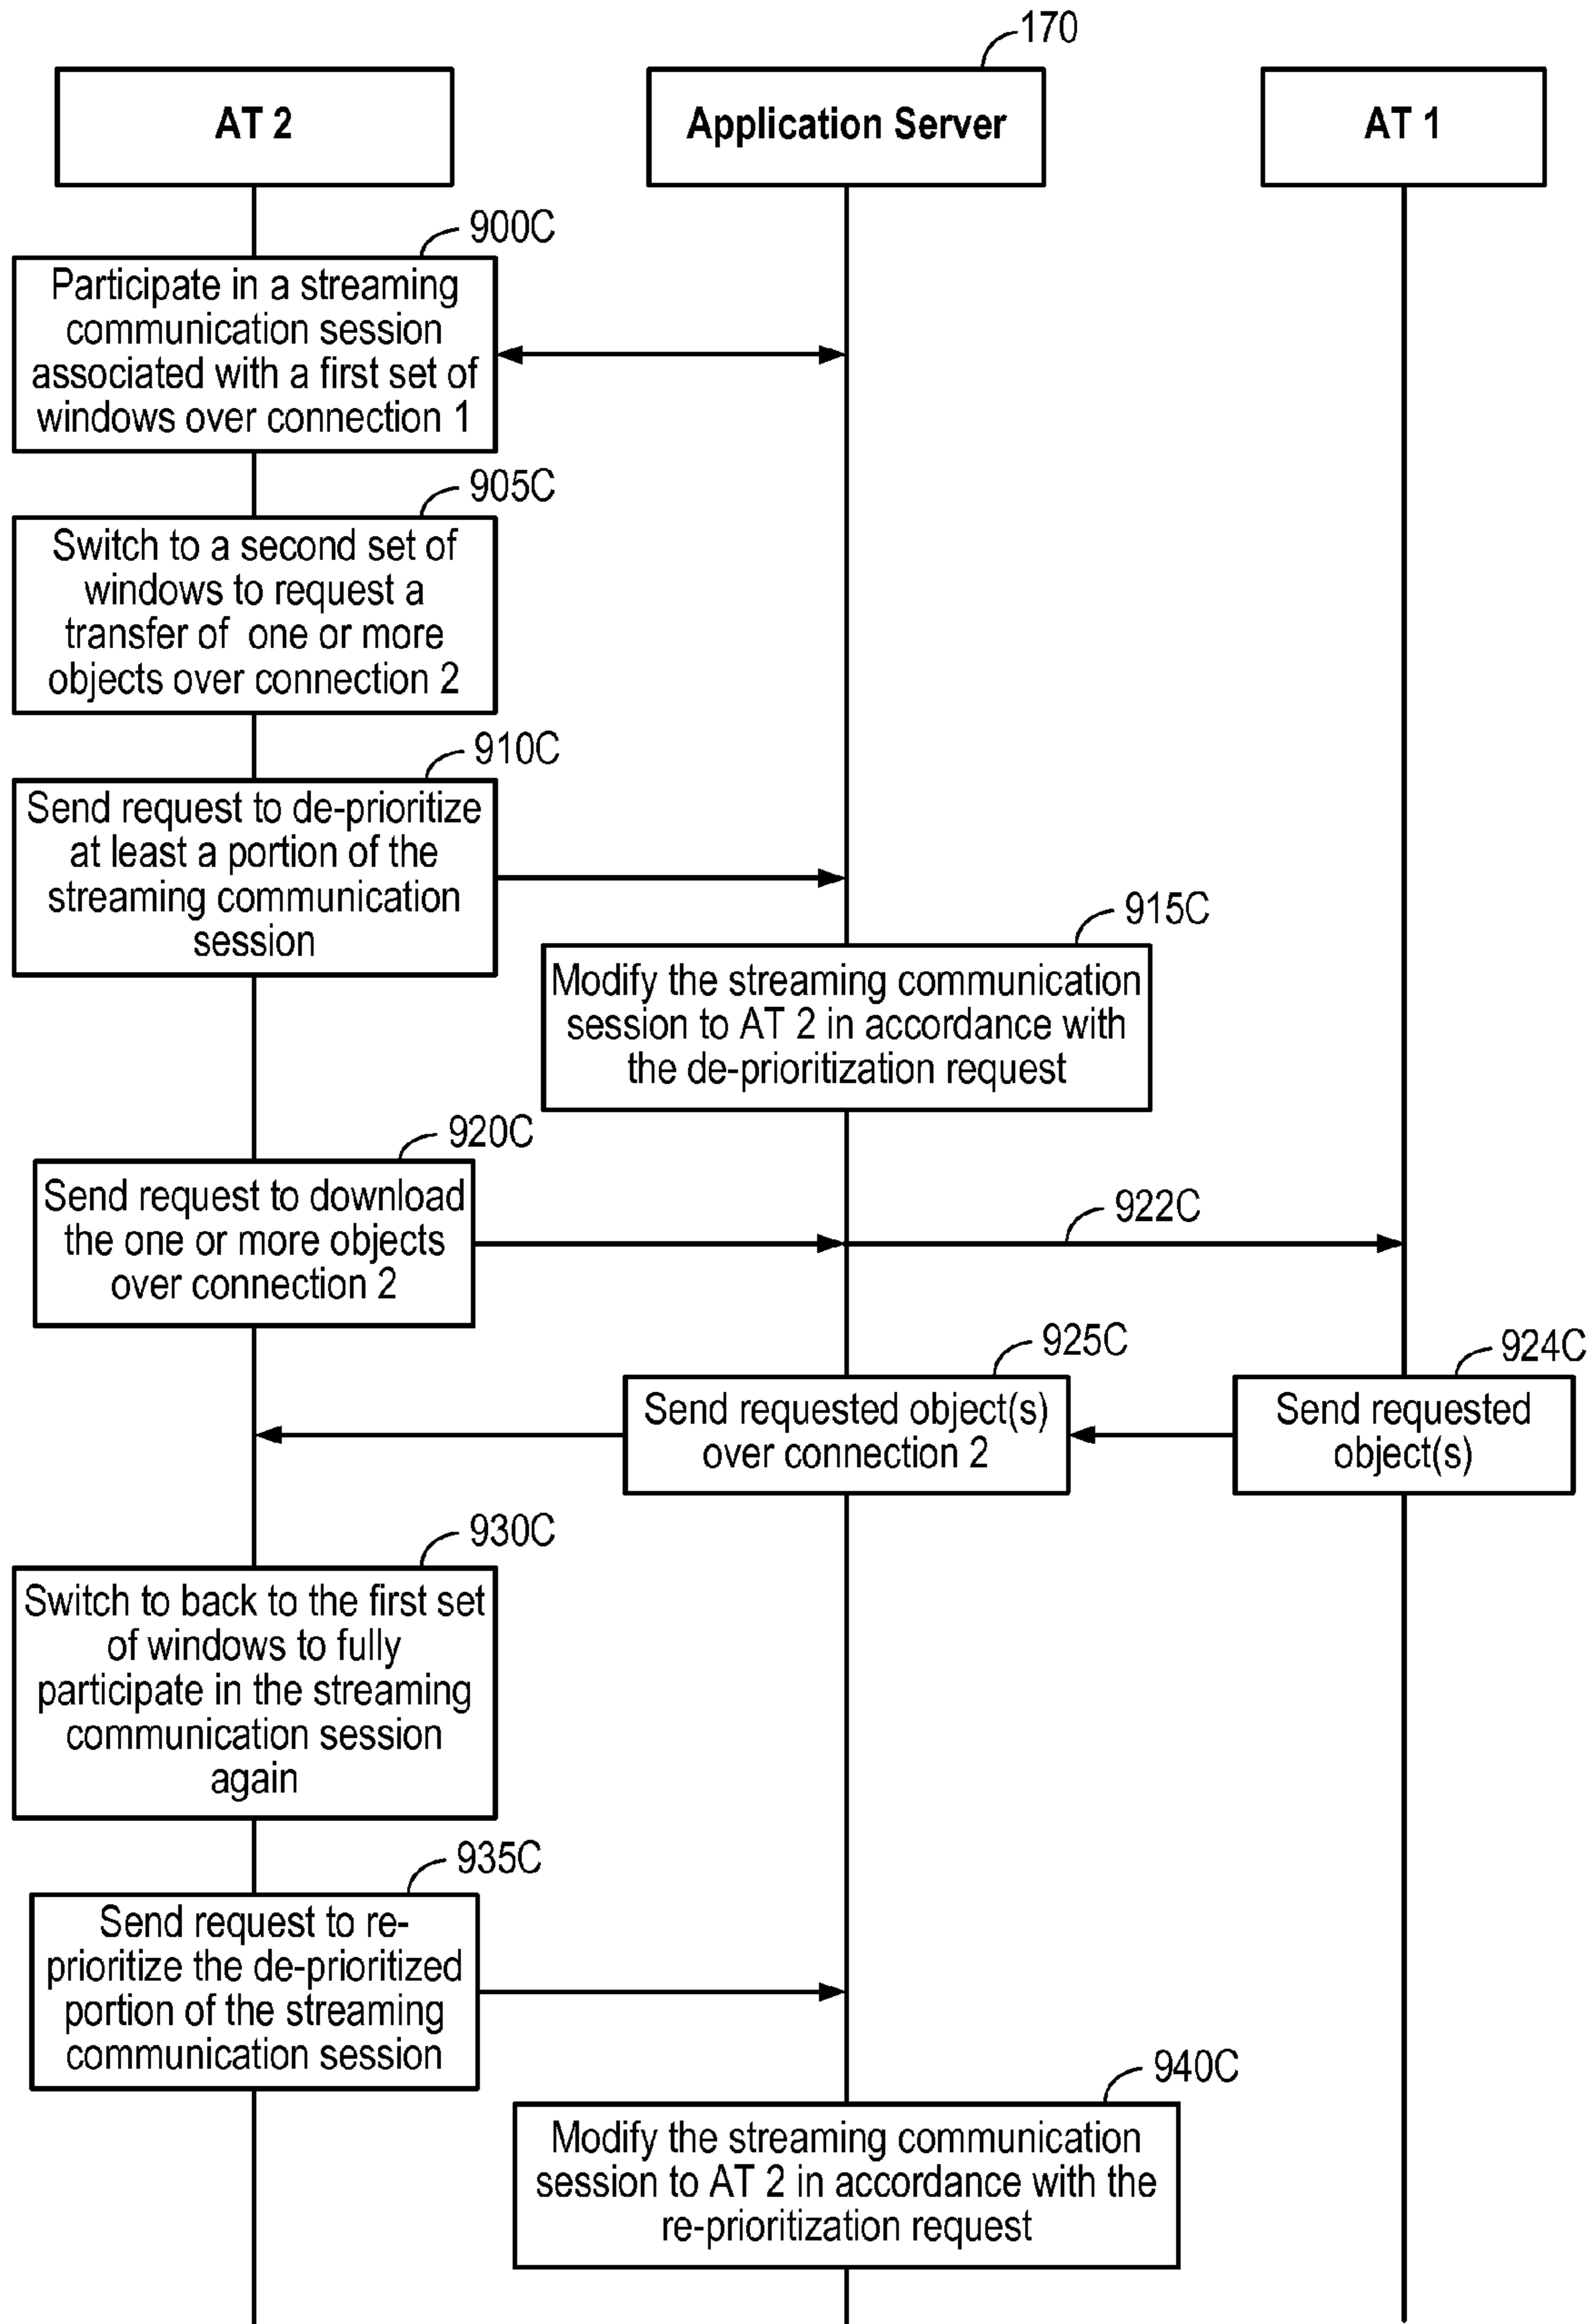 170
AT 2
Application Server
AT 1
900C
Participate in a streaming
communication session
associated with a first set of
windows over connection 1
905C
Switch to a second set of
windows to request a
transfer of one or more
objects over connection 2
910C
Send request to de-prioritize
at least a portion of the
streaming communication
session
915C
Modify the streaming communication
session to AT 2 in accordance with
the de-prioritization request
920C
Send request to download
the one or more objects
over connection 2
922C
925C
Send requested object(s)
over connection 2
924C
Send requested
object(s)
930C
Switch to back to the first set
of windows to fully
participate in the streaming
communication session
again
935C
Send request to re-
prioritize the de-prioritized
portion of the streaming
communication session
940C
Modify the streaming communication
session to AT 2 in accordance with the
re-prioritization request